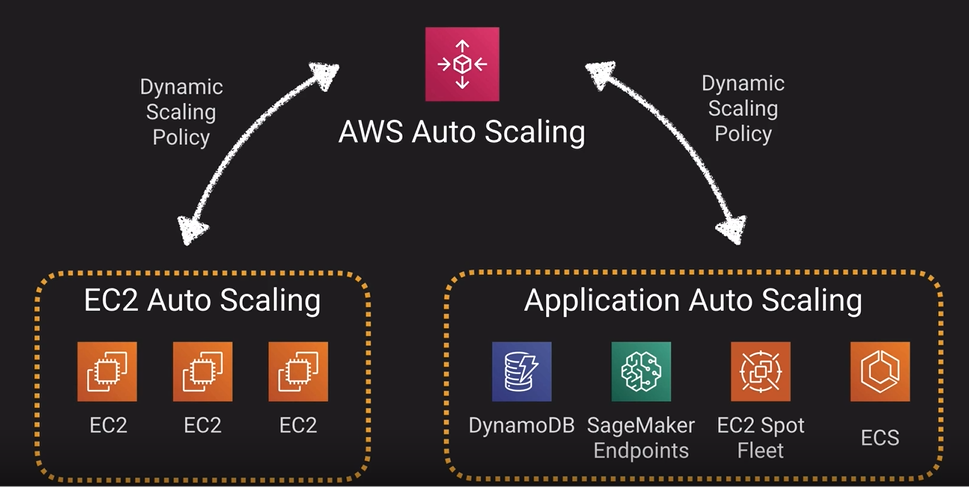 Dynamic
Scaling
Policy
AWS Auto Scaling
Dynamic
Scaling
Policy
EC2 Auto Scaling
EC2
EC2
EC2
Application Auto Scaling
DynamoDB
SageMaker
Endpoints
EC2 Spot
Fleet
ECS